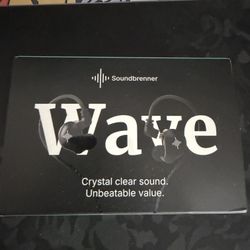 Soundbrenner
Wave
Crystal clear sound.
Unbeatable value.